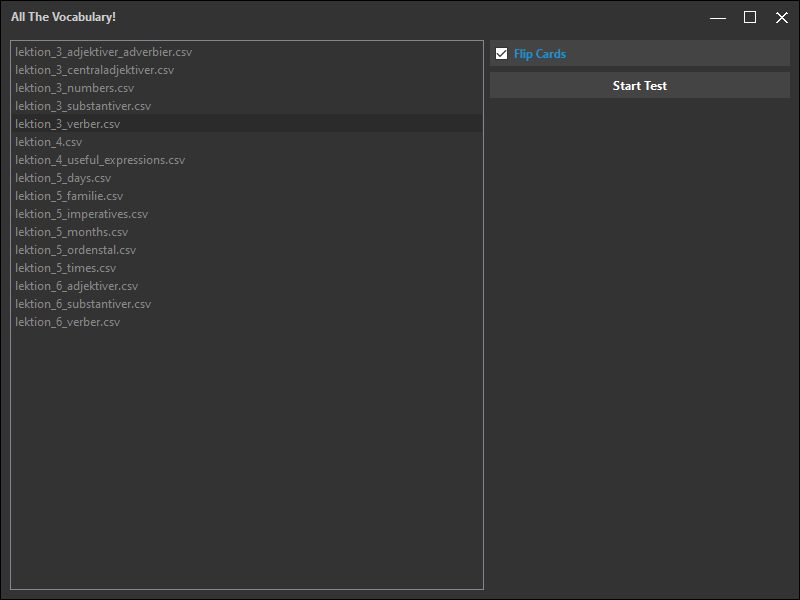 All The Vocabulary!
lektion_3_adjektiver_adverbier.csv
lektion_3_centraladjektiver.csv
lektion_3_numbers.csv
lektion_3_substantiver.csv
lektion_3_verber.csv
lektion_4.csv
lektion_4_useful_expressions.csv
lektion_5_days.csv
lektion_5_familie.csv
lektion_5_imperatives.csv
lektion_5_months.csv
lektion_5_ordenstal.csv
lektion_5_times.csv
lektion_6_adjektiver.csv
lektion_6_substantiver.csv
lektion_6_verber.csv
Flip Cards
Start Test